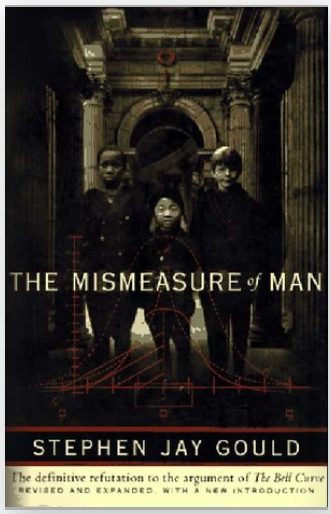 THE MISMEASURE of MAN
STEPHEN JAY GOULD
The definitive refutation to the argument of The Bell Curve
REVISED AND EXPANDED, WITH A NEW INTRODUCTION